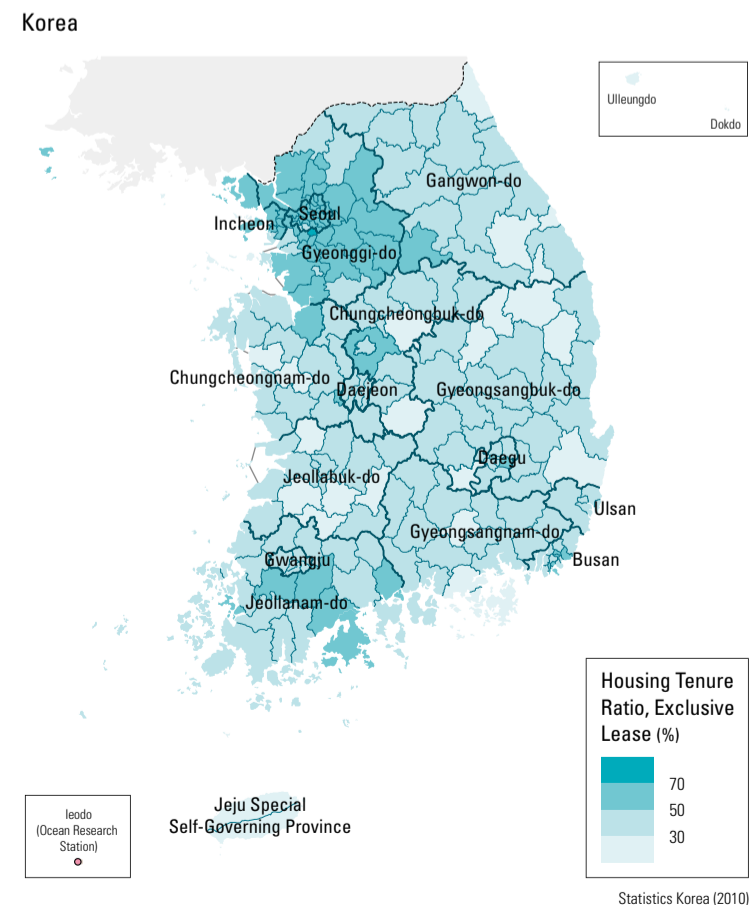 Korea
Ulleungdo
Dokdo
Gangwon-do
Seoul
Incheon
Gyeonggi-do
Chungcheongbuk-do
Chungcheongnam-do
Daejeon
Gyeongsangbuk-do
Daegu
Jeollabuk-do
Ulsan
Gyeongsangnam-do
Busan
Gwangju
Jeollanam-do
Housing Tenure
Ratio, Exclusive
Lease (%)
70
50
30
Jeju Special
Self-Governing Province
Ieodo
(Ocean Research
Station)
Statistics Korea (2010)